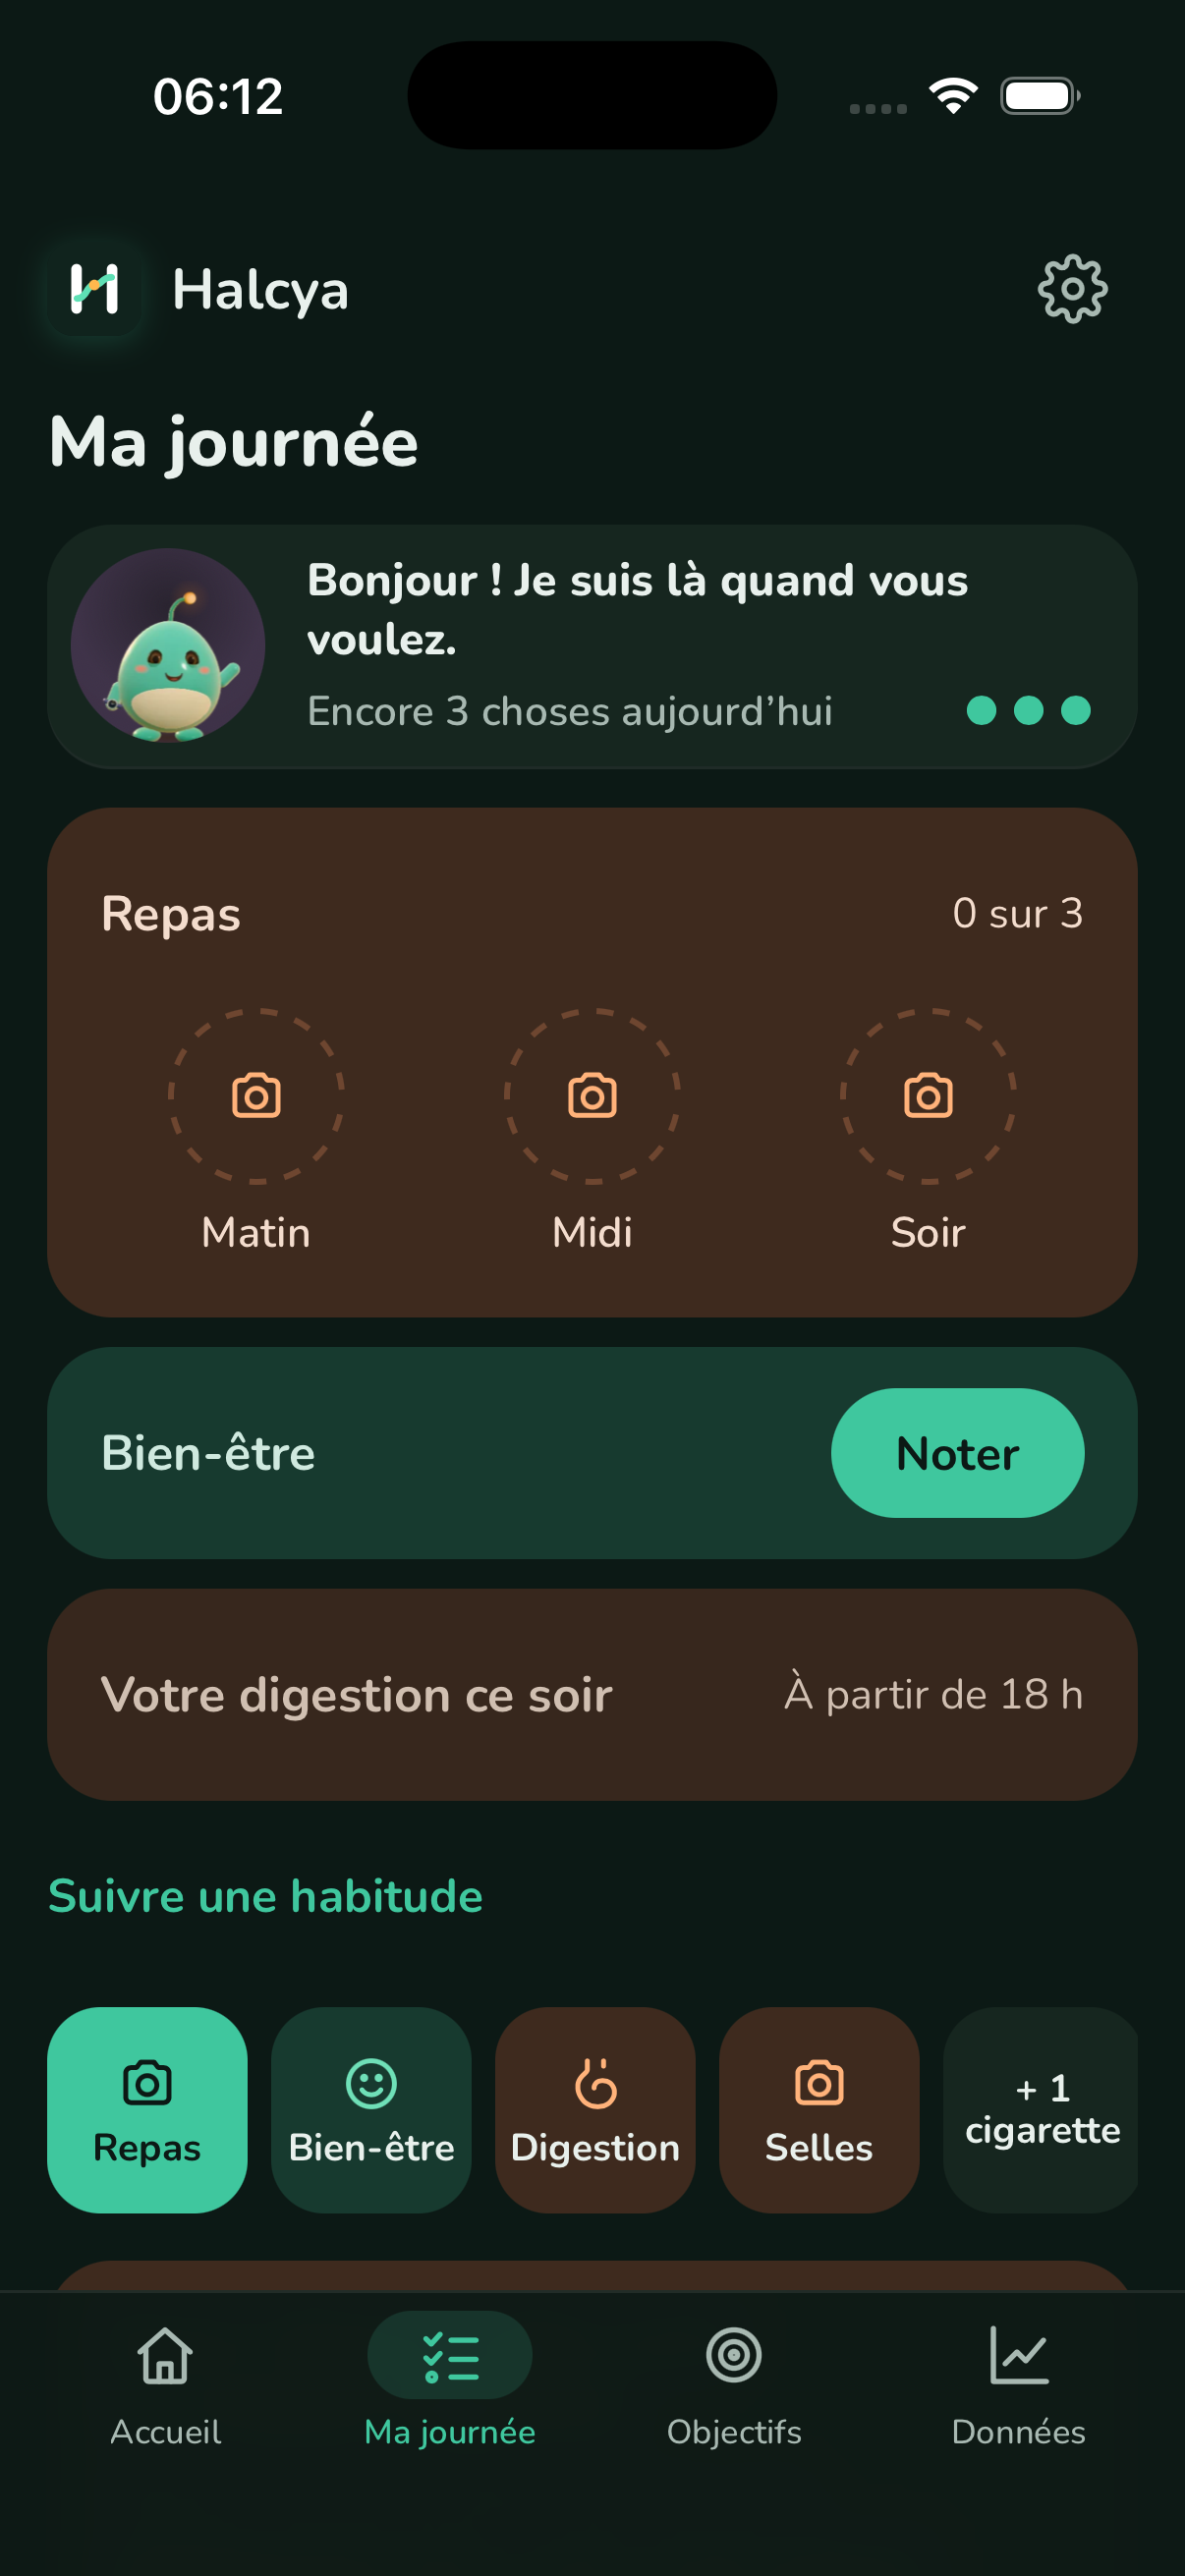 06:12
Halcya
Ma journée
Bonjour ! Je suis là quand vous
voulez.
Encore 3 choses aujourd’hui
Repas
0 sur 3
Matin
Midi
Soir
Bien-être
Noter
Votre digestion ce soir
À partir de 18 h
Suivre une habitude
Repas
Bien-être
Digestion
Selles
+ 1
cigarette
Accueil
Ma journée
Objectifs
Données